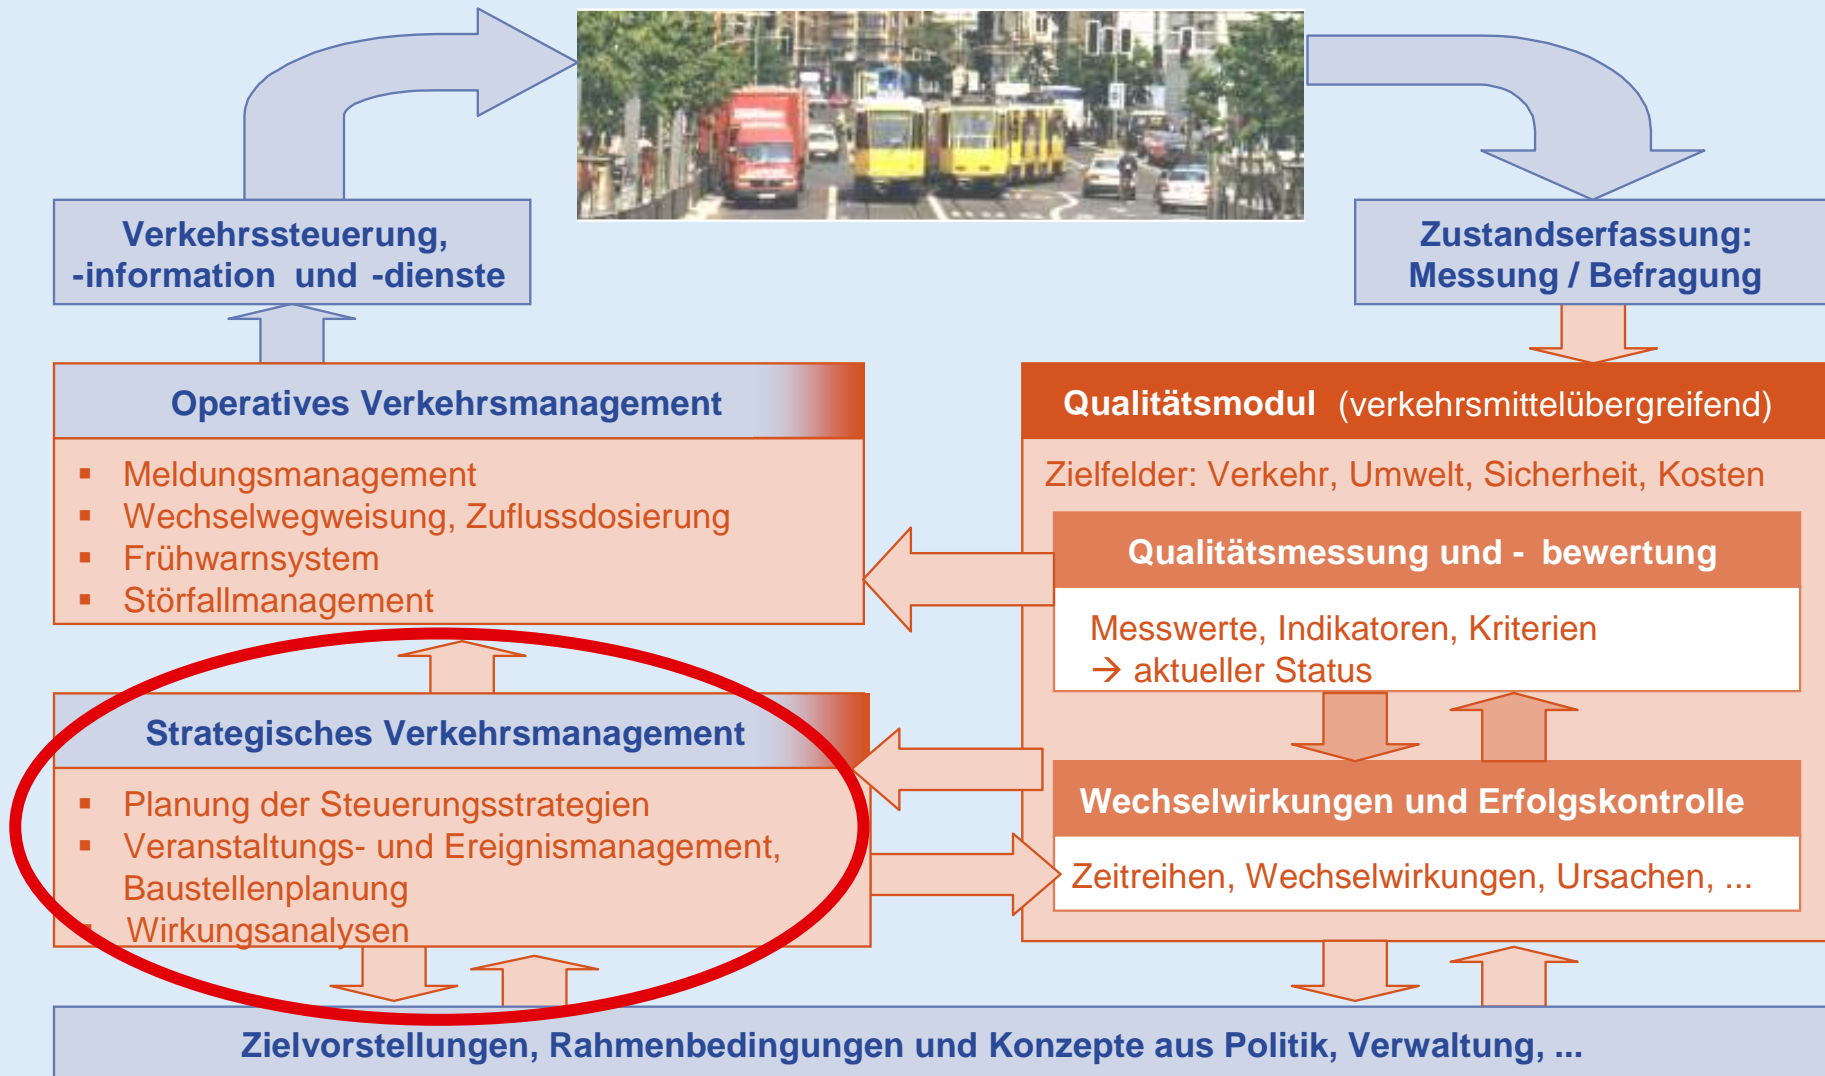 Verkehrssteuerung,
-information und -dienste
Zustandserfassung:
Messung / Befragung
Operatives Verkehrsmanagement
▪ Meldungsmanagement
▪ Wechselwegweisung, Zuflussdosierung
▪ Frühwarnsystem
▪ Störfallmanagement
Strategisches Verkehrsmanagement
▪ Planung der Steuerungsstrategien
▪ Veranstaltungs- und Ereignismanagement,
Baustellenplanung
▪ Wirkungsanalysen
Qualitätsmodul (verkehrsmittelübergreifend)
Zielfelder: Verkehr, Umwelt, Sicherheit, Kosten
Qualitätsmessung und - bewertung
Messwerte, Indikatoren, Kriterien
→ aktueller Status
Wechselwirkungen und Erfolgskontrolle
Zeitreihen, Wechselwirkungen, Ursachen, ...
Zielvorstellungen, Rahmenbedingungen und Konzepte aus Politik, Verwaltung, ...